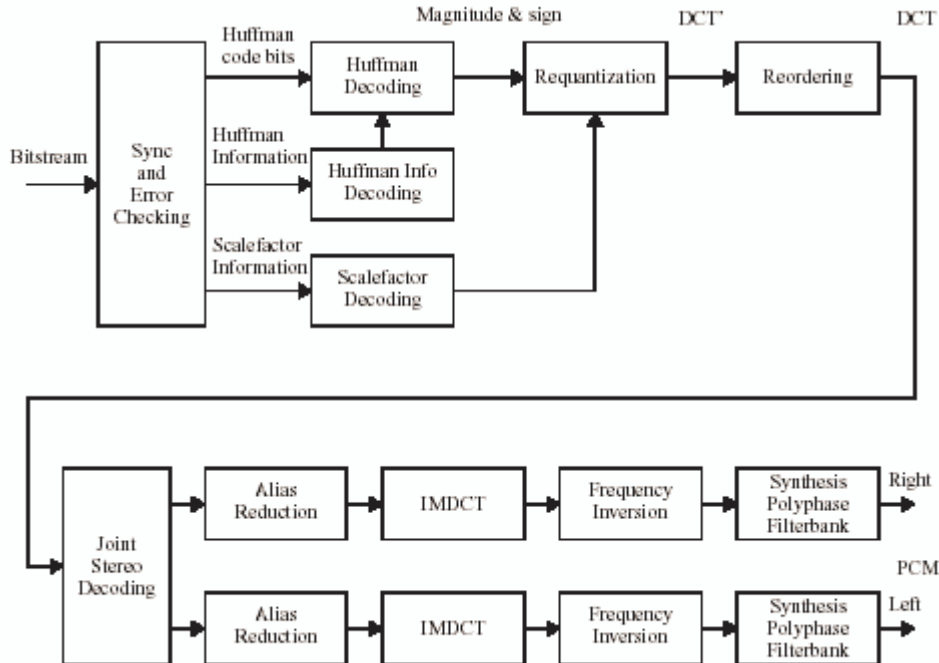 Magnitude & sign
DCT'
DCT
Huffman
code bits
Huffman
Decoding
Requantization
Reordering
Bitstream
Sync
and
Error
Checking
Huffman
Information
Huffman Info
Decoding
Scalefactor
Information
Scalefactor
Decoding
Joint
Stereo
Decoding
Alias
Reduction
IMDCT
Frequency
Inversion
Synthesis
Polyphase
Filterbank
Right
PCM
Alias
Reduction
IMDCT
Frequency
Inversion
Synthesis
Polyphase
Filterbank
Left